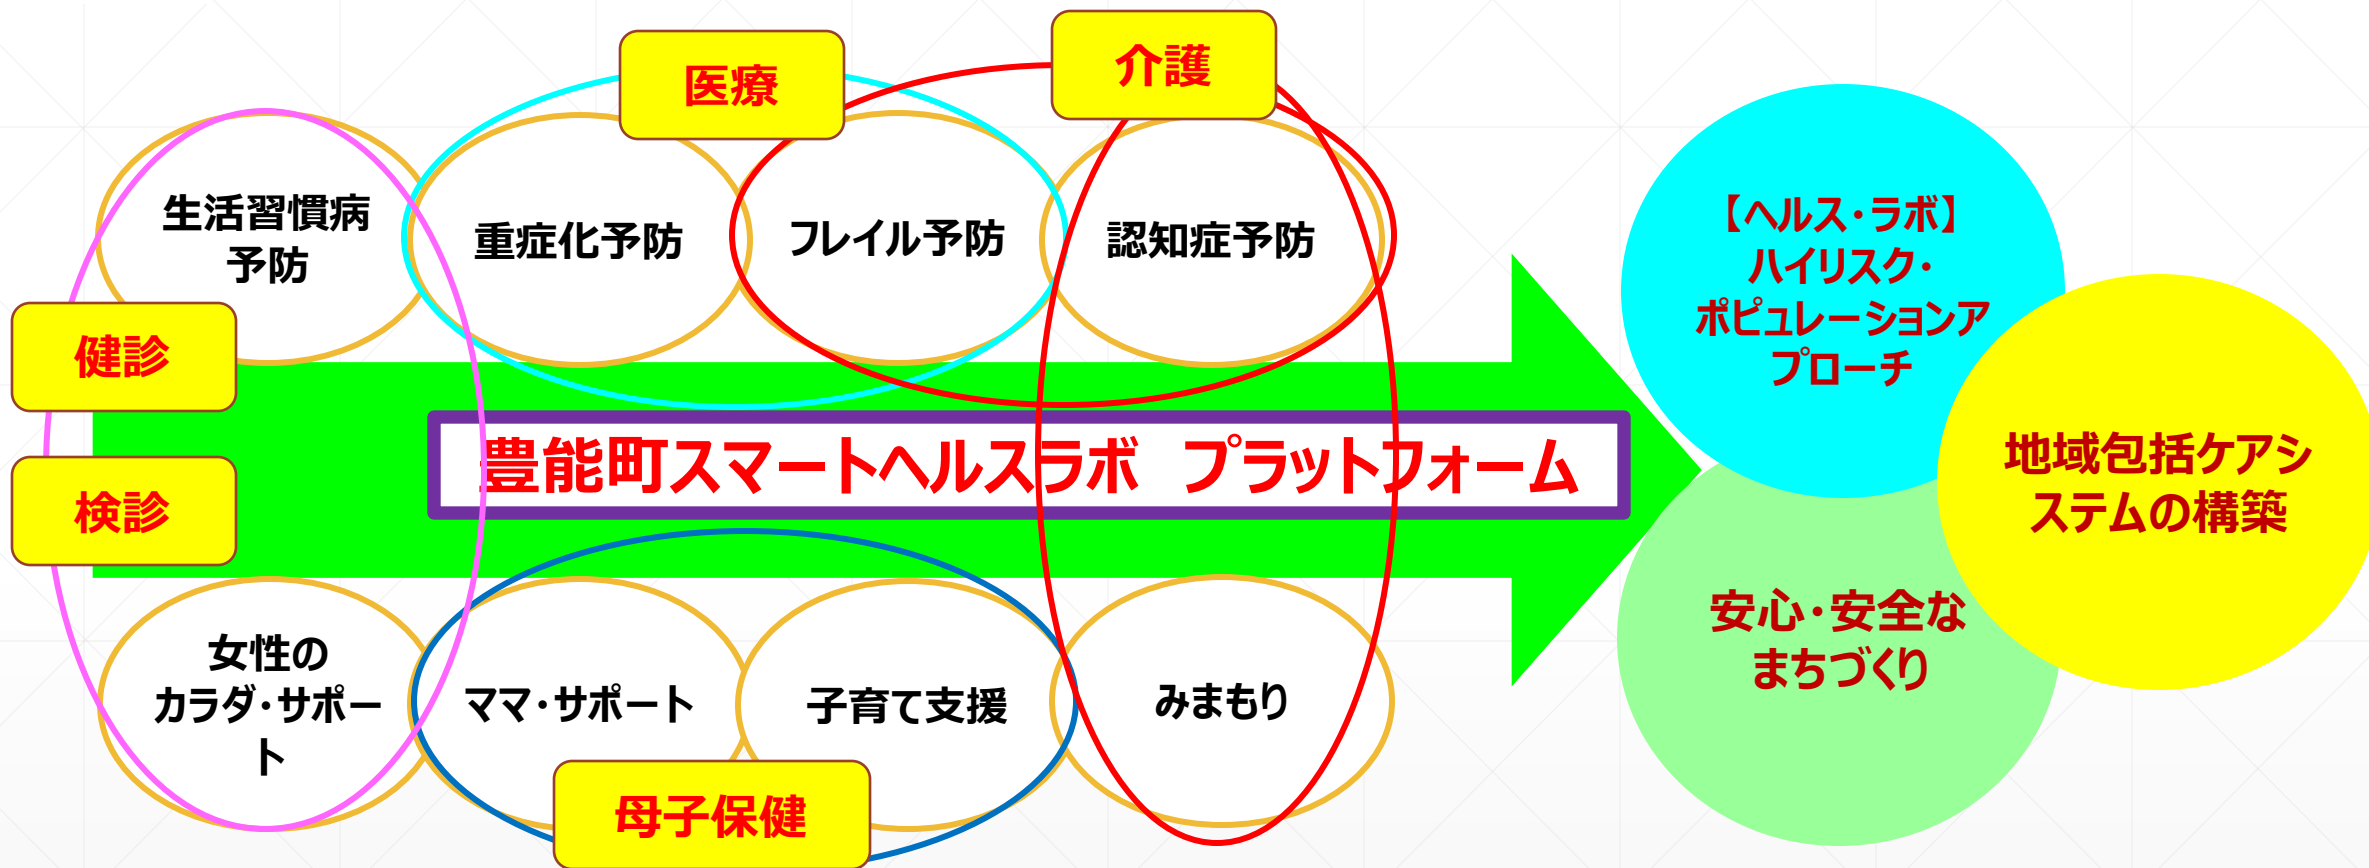 医療
介護
生活習慣病
予防
重症化予防
フレイル予防
認知症予防
健診
検診
豊能町スマートヘルスラボ　プラットフォーム
女性の
カラダ・サポー
ト
ママ・サポート
子育て支援
みまもり
母子保健
【ヘルス・ラボ】
ハイリスク・
ポピュレーションア
プローチ
地域包括ケアシ
ステムの構築
安心・安全な
まちづくり